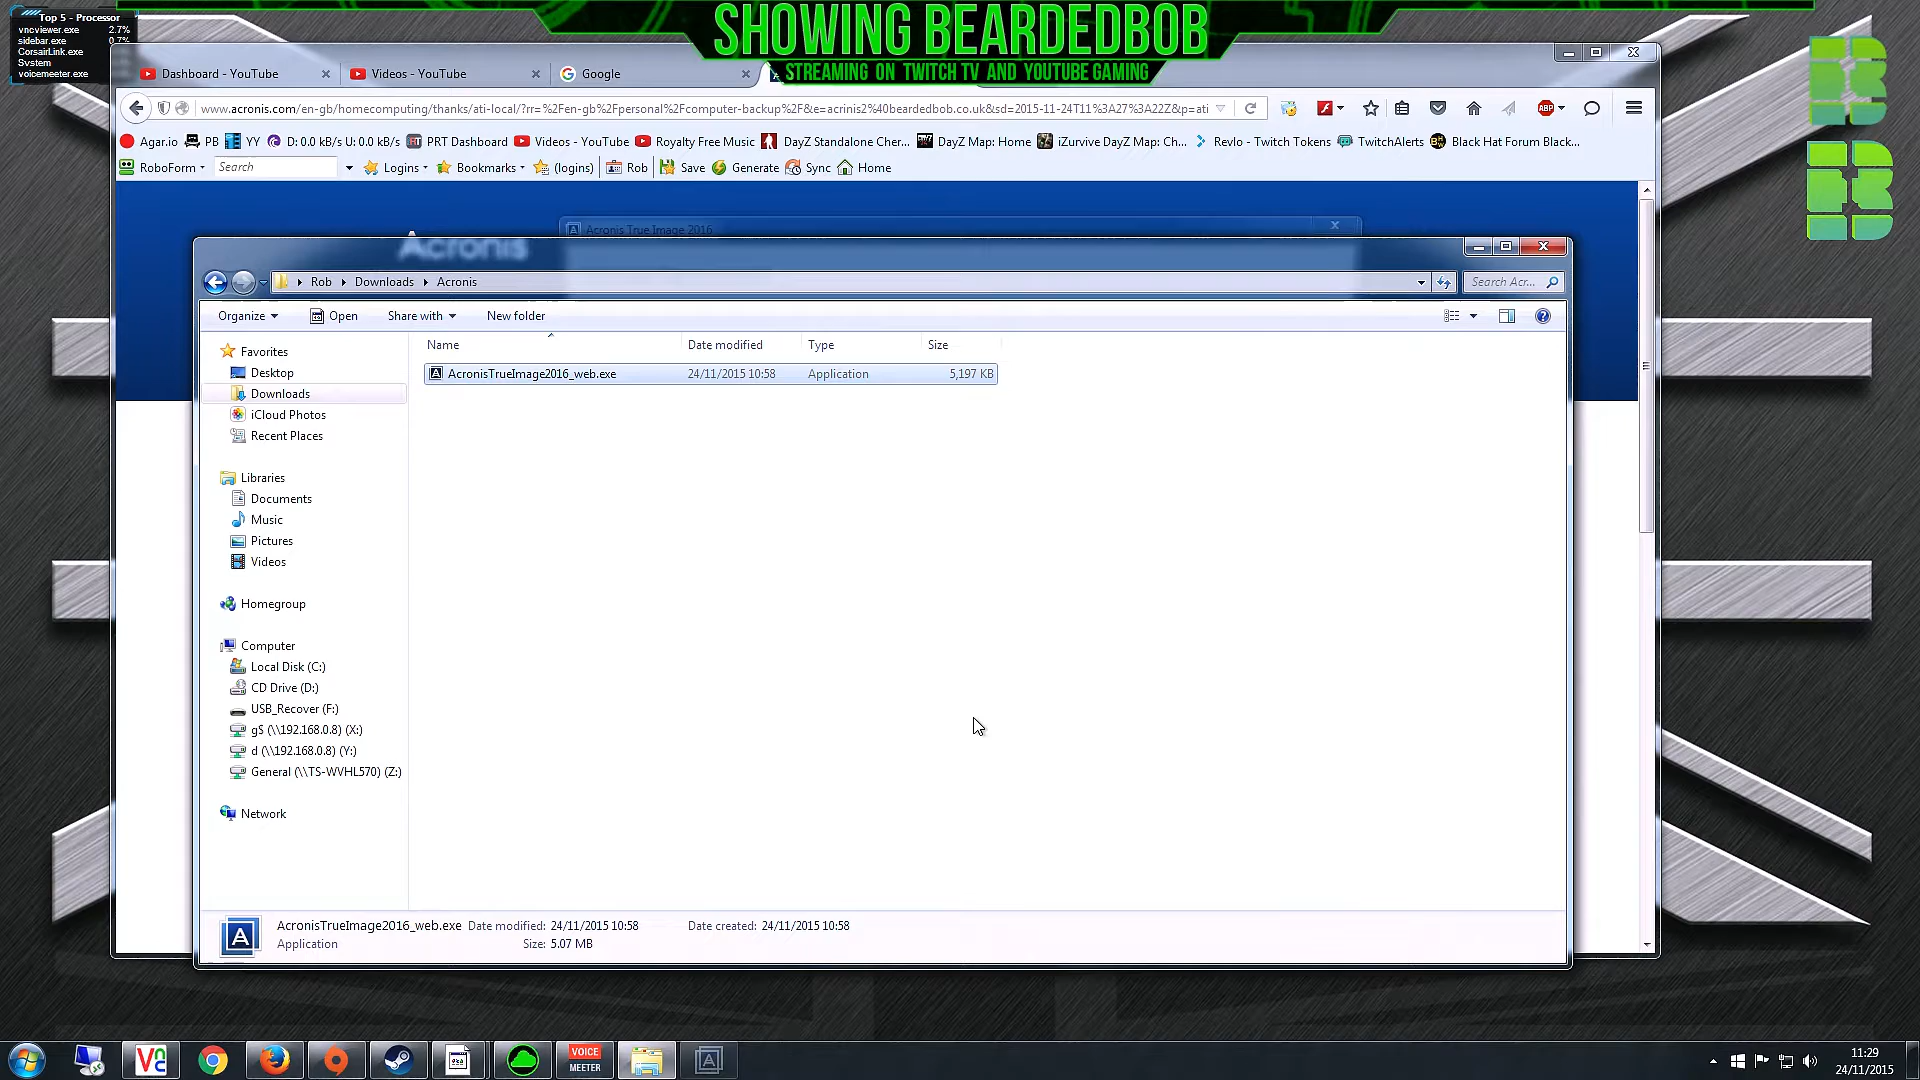 Top 5 - Processor
vncviewer.exe 2.7%
sidebar.exe 0.7%
CorsairLink.exe
System
voicemeeter.exe
SHOWING BEARDEDBOB
STREAMING ON TWITCH TV AND YOUTUBE GAMING
Dashboard - YouTube
Videos - YouTube
Google
www.acronis.com/en-gb/homecomputing/thanks/ati-local/?rr=%2Fen-gb%2Fpersonal%2Fcomputer-backup%2F&e=acrinis2%40beardedbob.co.uk&sd=2015-11-24T11%3A27%3A22Z&p=ati
ABP
Agar.io PB YY D: 0.0 kB/s U: 0.0 kB/s PRT Dashboard Videos - YouTube Royalty Free Music DayZ Standalone Cher... DayZ Map: Home iZurvive DayZ Map: Ch... Revlo - Twitch Tokens TwitchAlerts Black Hat Forum Black...
RoboForm Search Logins Bookmarks (logins) Rob Save Generate Sync Home
Acronis True Image 2016
Acronis
Rob Downloads Acronis Search Acr...
Organize Open Share with New folder
Name Date modified Type Size
AcronisTrueImage2016_web.exe 24/11/2015 10:58 Application 5,197 KB
Favorites
Desktop
Downloads
iCloud Photos
Recent Places
Libraries
Documents
Music
Pictures
Videos
Homegroup
Computer
Local Disk (C:)
CD Drive (D:)
USB_Recover (F:)
gS (\\192.168.0.8) (X:)
d (\\192.168.0.8) (Y:)
General (\\TS-WVHL570) (Z:)
Network
AcronisTrueImage2016_web.exe Date modified: 24/11/2015 10:58 Date created: 24/11/2015 10:58
Application Size: 5.07 MB
VOICE
MEETER
11:29
24/11/2015